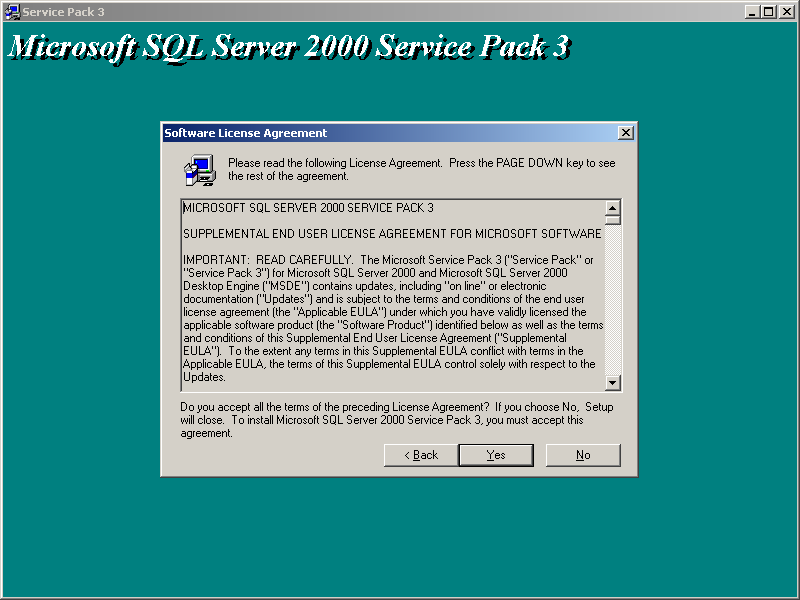 Service Pack 3
Microsoft SQL Server 2000 Service Pack 3
Software License Agreement
Please read the following License Agreement.  Press the PAGE DOWN key to see
the rest of the agreement.
MICROSOFT SQL SERVER 2000 SERVICE PACK 3
SUPPLEMENTAL END USER LICENSE AGREEMENT FOR MICROSOFT SOFTWARE
IMPORTANT:  READ CAREFULLY.  The Microsoft Service Pack 3 ("Service Pack" or
"Service Pack 3") for Microsoft SQL Server 2000 and Microsoft SQL Server 2000
Desktop Engine ("MSDE") contains updates, including "on line" or electronic
documentation ("Updates") and is subject to the terms and conditions of the end user
license agreement (the "Applicable EULA") under which you have validly licensed the
applicable software product (the "Software Product") identified below as well as the terms
and conditions of this Supplemental End User License Agreement ("Supplemental
EULA").  To the extent any terms in this Supplemental EULA conflict with terms in the
Applicable EULA, the terms of this Supplemental EULA control solely with respect to the
Updates.
Do you accept all the terms of the preceding License Agreement?  If you choose No,  Setup
will close.  To install Microsoft SQL Server 2000 Service Pack 3, you must accept this
agreement.
< Back
Yes
No